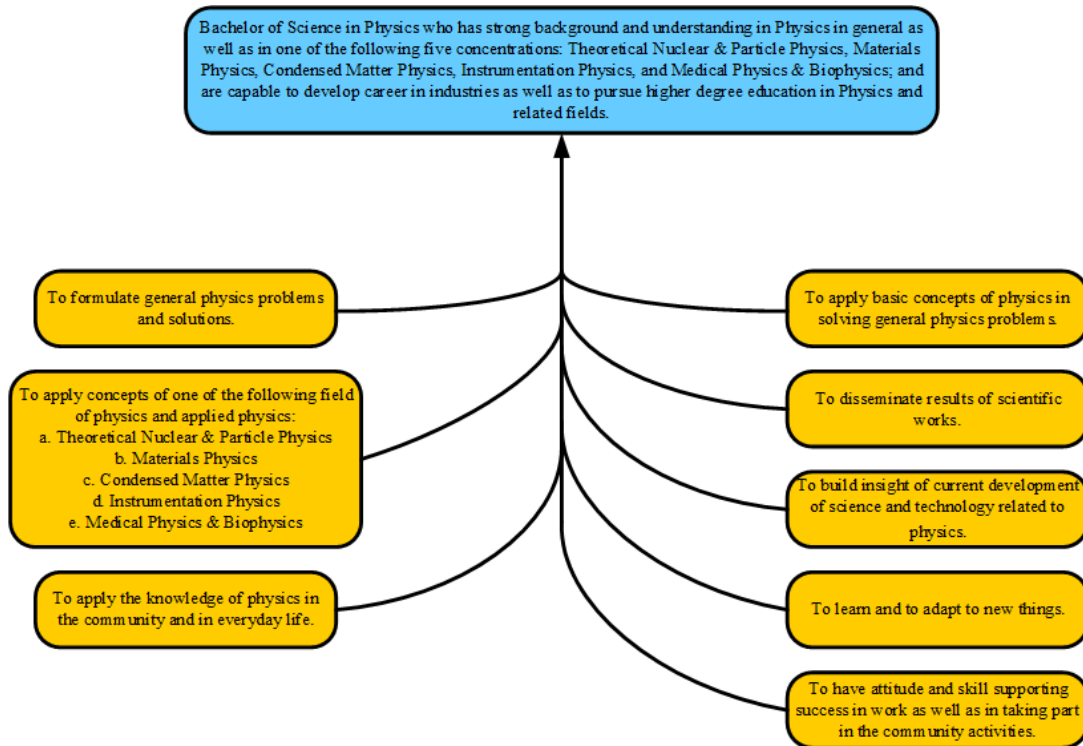 Bachelor of Science in Physics who has strong background and understanding in Physics in general as
well as in one of the following five concentrations: Theoretical Nuclear & Particle Physics, Materials
Physics, Condensed Matter Physics, Instrumentation Physics, and Medical Physics & Biophysics; and
are capable to develop career in industries as well as to pursue higher degree education in Physics and
related fields.
To formulate general physics problems
and solutions.
To apply concepts of one of the following field
of physics and applied physics:
a. Theoretical Nuclear & Particle Physics
b. Materials Physics
c. Condensed Matter Physics
d. Instrumentation Physics
e. Medical Physics & Biophysics
To apply the knowledge of physics in
the community and in everyday life.
To apply basic concepts of physics in
solving general physics problems.
To disseminate results of scientific
works.
To build insight of current development
of science and technology related to
physics.
To learn and to adapt to new things.
To have attitude and skill supporting
success in work as well as in taking part
in the community activities.